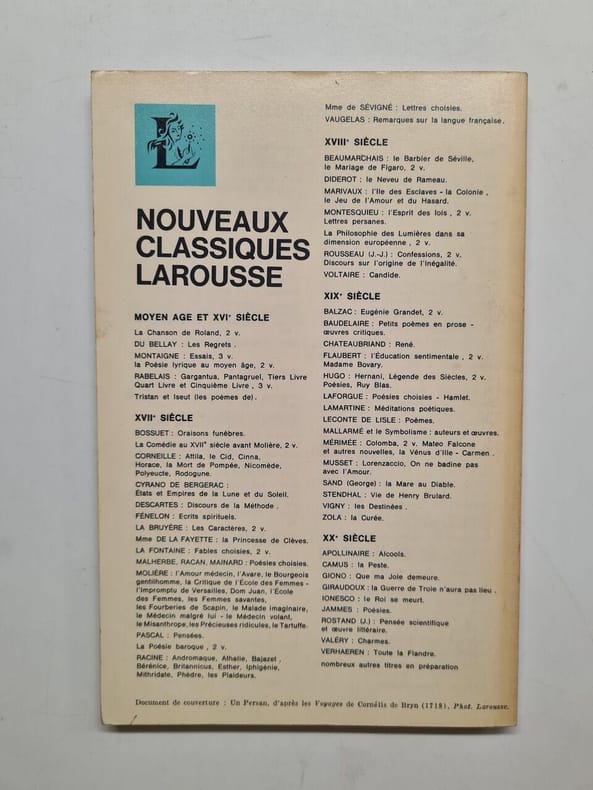 L
NOUVEAUX
CLASSIQUES
LAROUSSE
MOYEN AGE ET XVIe SIÈCLE
La Chanson de Roland, 2 v.
DU BELLAY : Les Regrets .
MONTAIGNE : Essais, 3 v.
la Poésie lyrique au moyen âge, 2 v.
RABELAIS : Gargantua, Pantagruel, Tiers Livre
Quart Livre et Cinquième Livre , 3 v.
Tristan et Iseut (les poèmes de).
XVIIe SIÈCLE
BOSSUET : Oraisons funèbres.
La Comédie au XVIIe siècle avant Molière, 2 v.
CORNEILLE : Attila, le Cid, Cinna,
Horace, la Mort de Pompée, Nicomède,
Polyeucte, Rodogune.
CYRANO DE BERGERAC :
États et Empires de la Lune et du Soleil.
DESCARTES : Discours de la Méthode .
FÉNELON : Ecrits spirituels.
LA BRUYÈRE : Les Caractères, 2 v.
Mme DE LA FAYETTE : la Princesse de Clèves.
LA FONTAINE : Fables choisies, 2 v.
MALHERBE, RACAN, MAINARD : Poésies choisies.
MOLIÈRE : l'Amour médecin, l'Avare, le Bourgeois
gentilhomme, la Critique de l'École des Femmes -
l'Impromptu de Versailles, Dom Juan, l'École
des Femmes, les Femmes savantes,
les Fourberies de Scapin, le Malade imaginaire,
le Médecin malgré lui - le Médecin volant,
le Misanthrope, les Précieuses ridicules, le Tartuffe.
PASCAL : Pensées.
La Poésie baroque , 2 v.
RACINE : Andromaque, Athalie, Bajazet ,
Bérénice, Britannicus, Esther, Iphigénie,
Mithridate, Phèdre, les Plaideurs.
Mme de SÉVIGNÉ : Lettres choisies.
VAUGELAS : Remarques sur la langue française.
XVIIIe SIÈCLE
BEAUMARCHAIS : le Barbier de Séville,
le Mariage de Figaro, 2 v.
DIDEROT : le Neveu de Rameau.
MARIVAUX : l'Ile des Esclaves - la Colonie ,
le Jeu de l'Amour et du Hasard.
MONTESQUIEU : l'Esprit des lois , 2 v.
Lettres persanes.
La Philosophie des Lumières dans sa
dimension européenne , 2 v.
ROUSSEAU (J.-J.) : Confessions, 2 v.
Discours sur l'origine de l'inégalité.
VOLTAIRE : Candide.
XIXe SIÈCLE
BALZAC : Eugénie Grandet, 2 v.
BAUDELAIRE : Petits poèmes en prose -
œuvres critiques.
CHATEAUBRIAND : René.
FLAUBERT : l'Éducation sentimentale , 2 v.
Madame Bovary.
HUGO : Hernani, Légende des Siècles, 2 v.
Poésies, Ruy Blas.
LAFORGUE : Poésies choisies - Hamlet.
LAMARTINE : Méditations poétiques.
LECONTE DE LISLE : Poèmes.
MALLARMÉ et le Symbolisme : auteurs et œuvres.
MÉRIMÉE : Colomba, 2 v. Mateo Falcone
et autres nouvelles, la Vénus d'Ille - Carmen .
MUSSET : Lorenzaccio, On ne badine pas
avec l'Amour.
SAND (George) : la Mare au Diable.
STENDHAL : Vie de Henry Brulard.
VIGNY : les Destinées .
ZOLA : la Curée.
XXe SIÈCLE
APOLLINAIRE : Alcools.
CAMUS : la Peste.
GIONO : Que ma Joie demeure.
GIRAUDOUX : la Guerre de Troie n'aura pas lieu .
IONESCO : le Roi se meurt.
JAMMES : Poésies.
ROSTAND (J.) : Pensée scientifique
et œuvre littéraire.
VALÉRY : Charmes.
VERHAEREN : Toute la Flandre.
nombreux autres titres en préparation
Document de couverture : Un Persan, d'après les Voyages de Cornélis de Bryn (1718), Phot. Larousse.